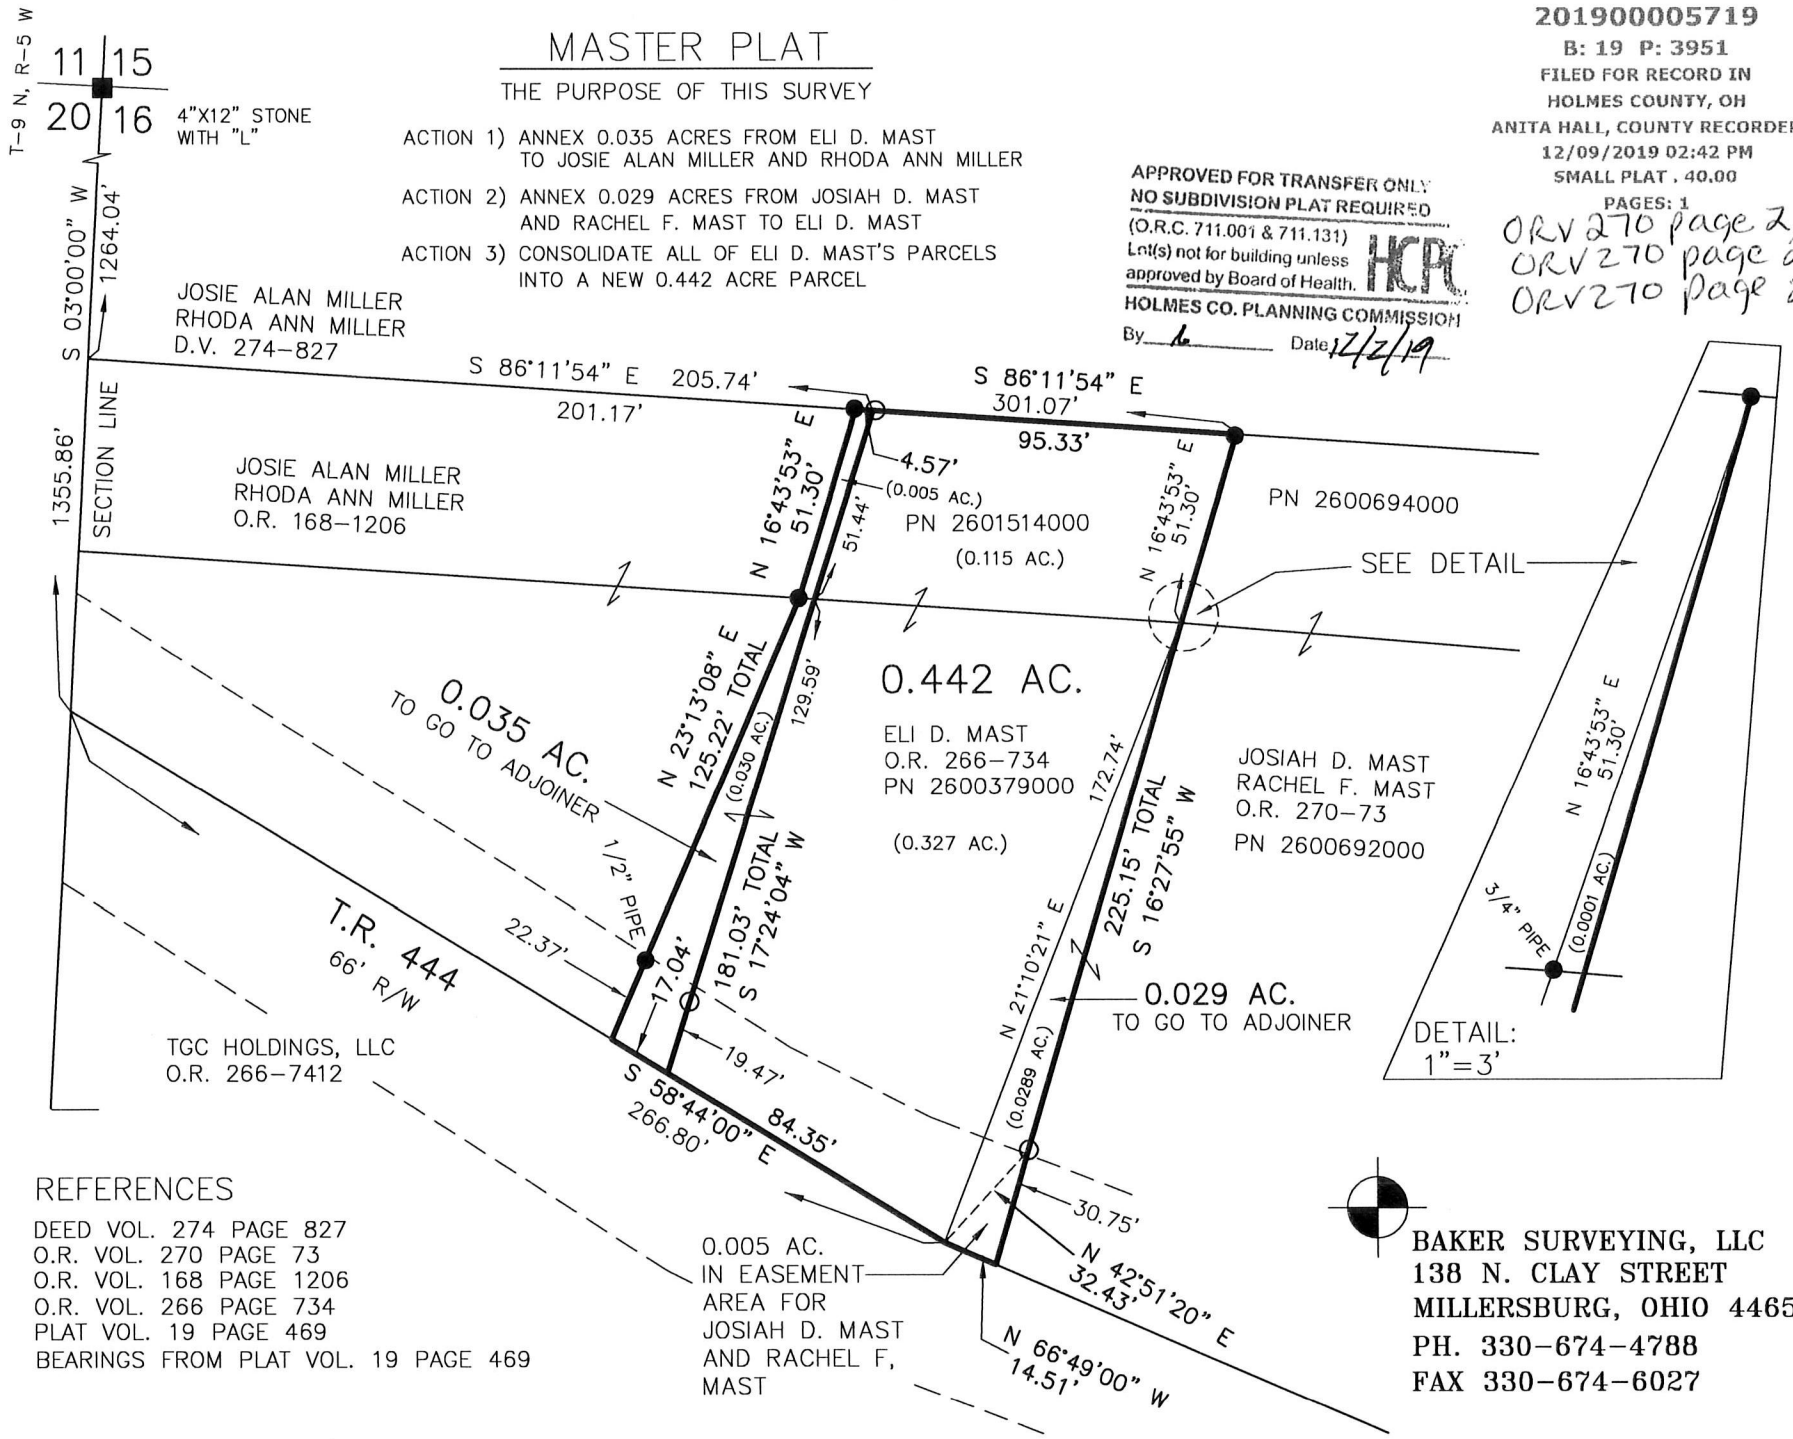 T-9 N, R-5 W
11 15
20 16
4"X12" STONE
WITH "L"
MASTER PLAT
THE PURPOSE OF THIS SURVEY
ACTION 1) ANNEX 0.035 ACRES FROM ELI D. MAST
TO JOSIE ALAN MILLER AND RHODA ANN MILLER
ACTION 2) ANNEX 0.029 ACRES FROM JOSIAH D. MAST
AND RACHEL F. MAST TO ELI D. MAST
ACTION 3) CONSOLIDATE ALL OF ELI D. MAST'S PARCELS
INTO A NEW 0.442 ACRE PARCEL
201900005719
B: 19 P: 3951
FILED FOR RECORD IN
HOLMES COUNTY, OH
ANITA HALL, COUNTY RECORDER
12/09/2019 02:42 PM
SMALL PLAT . 40.00
PAGES: 1
ORV 270 page 2
ORV 270 page
ORV 270 page
APPROVED FOR TRANSFER ONLY
NO SUBDIVISION PLAT REQUIRED
(O.R.C. 711.001 & 711.131)
Lot(s) not for building unless
approved by Board of Health.
HCPC
HOLMES CO. PLANNING COMMISSION
By Date 12/2/19
S 03°00'00" W
1264.04'
1355.86'
SECTION LINE
JOSIE ALAN MILLER
RHODA ANN MILLER
D.V. 274-827
S 86°11'54" E 205.74'
201.17'
S 86°11'54" E
301.07'
95.33'
JOSIE ALAN MILLER
RHODA ANN MILLER
O.R. 168-1206
N 16°43'53" E
51.30'
4.57'
(0.005 AC.)
51.44'
PN 2601514000
(0.115 AC.)
N 16°43'53" E
51.30'
PN 2600694000
SEE DETAIL
0.035 AC.
TO GO TO ADJOINER
N 23°13'08" E
125.22' TOTAL
(0.030 AC.)
129.59'
0.442 AC.
ELI D. MAST
O.R. 266-734
PN 2600379000
(0.327 AC.)
172.74'
225.15' TOTAL
S 16°27'55" W
JOSIAH D. MAST
RACHEL F. MAST
O.R. 270-73
PN 2600692000
N 16°43'53" E
51.30'
(0.0001 AC.)
3/4" PIPE
DETAIL:
1"=3'
1/2" PIPE
22.37'
17.04'
181.03' TOTAL
S 17°24'04" W
T.R. 444
66' R/W
N 21°10'21" E
(0.0289 AC.)
0.029 AC.
TO GO TO ADJOINER
TGC HOLDINGS, LLC
O.R. 266-7412
19.47'
S 58°44'00" E
266.80'
84.35'
30.75'
N 42°51'20" E
32.43'
N 66°49'00" W
14.51'
0.005 AC.
IN EASEMENT
AREA FOR
JOSIAH D. MAST
AND RACHEL F,
MAST
REFERENCES
DEED VOL. 274 PAGE 827
O.R. VOL. 270 PAGE 73
O.R. VOL. 168 PAGE 1206
O.R. VOL. 266 PAGE 734
PLAT VOL. 19 PAGE 469
BEARINGS FROM PLAT VOL. 19 PAGE 469
BAKER SURVEYING, LLC
138 N. CLAY STREET
MILLERSBURG, OHIO 4465
PH. 330-674-4788
FAX 330-674-6027